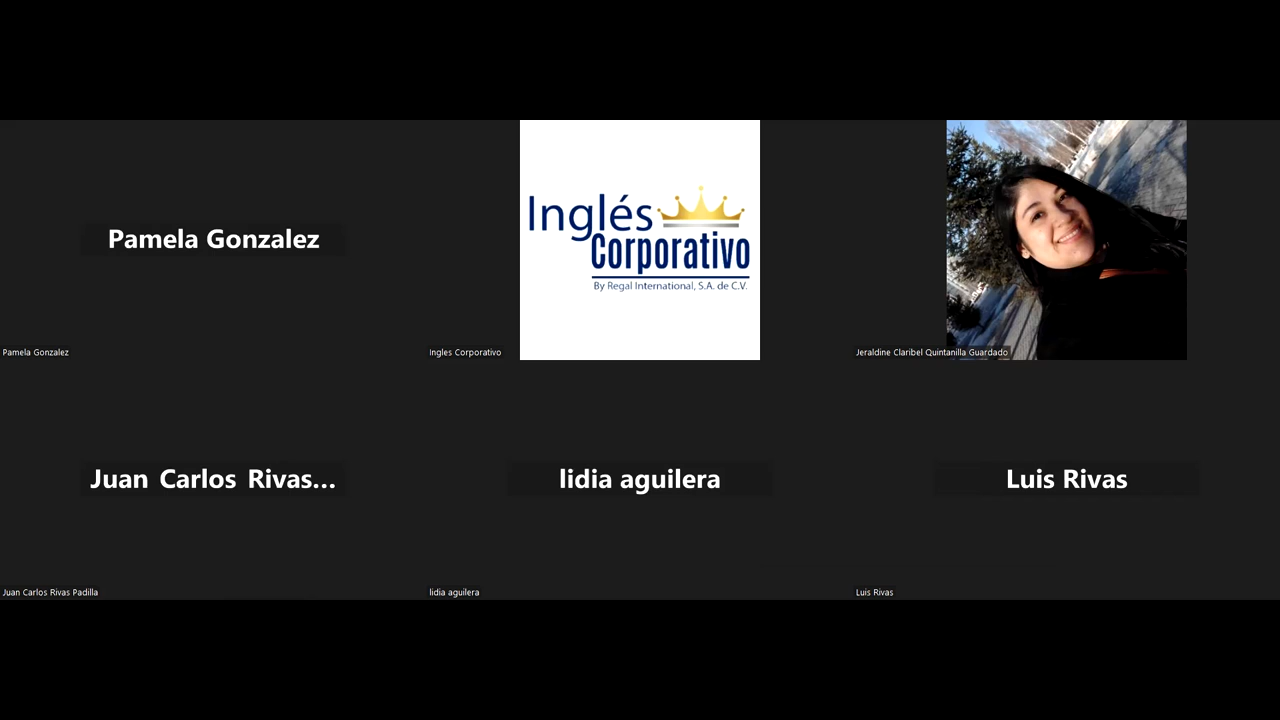 Pamela Gonzalez
Pamela Gonzalez
Inglés
Corporativo
By Regal International, S.A. de C.V.
Ingles Corporativo
Jeraldine Claribel Quintanilla Guardado
Juan Carlos Rivas...
Juan Carlos Rivas Padilla
lidia aguilera
lidia aguilera
Luis Rivas
Luis Rivas